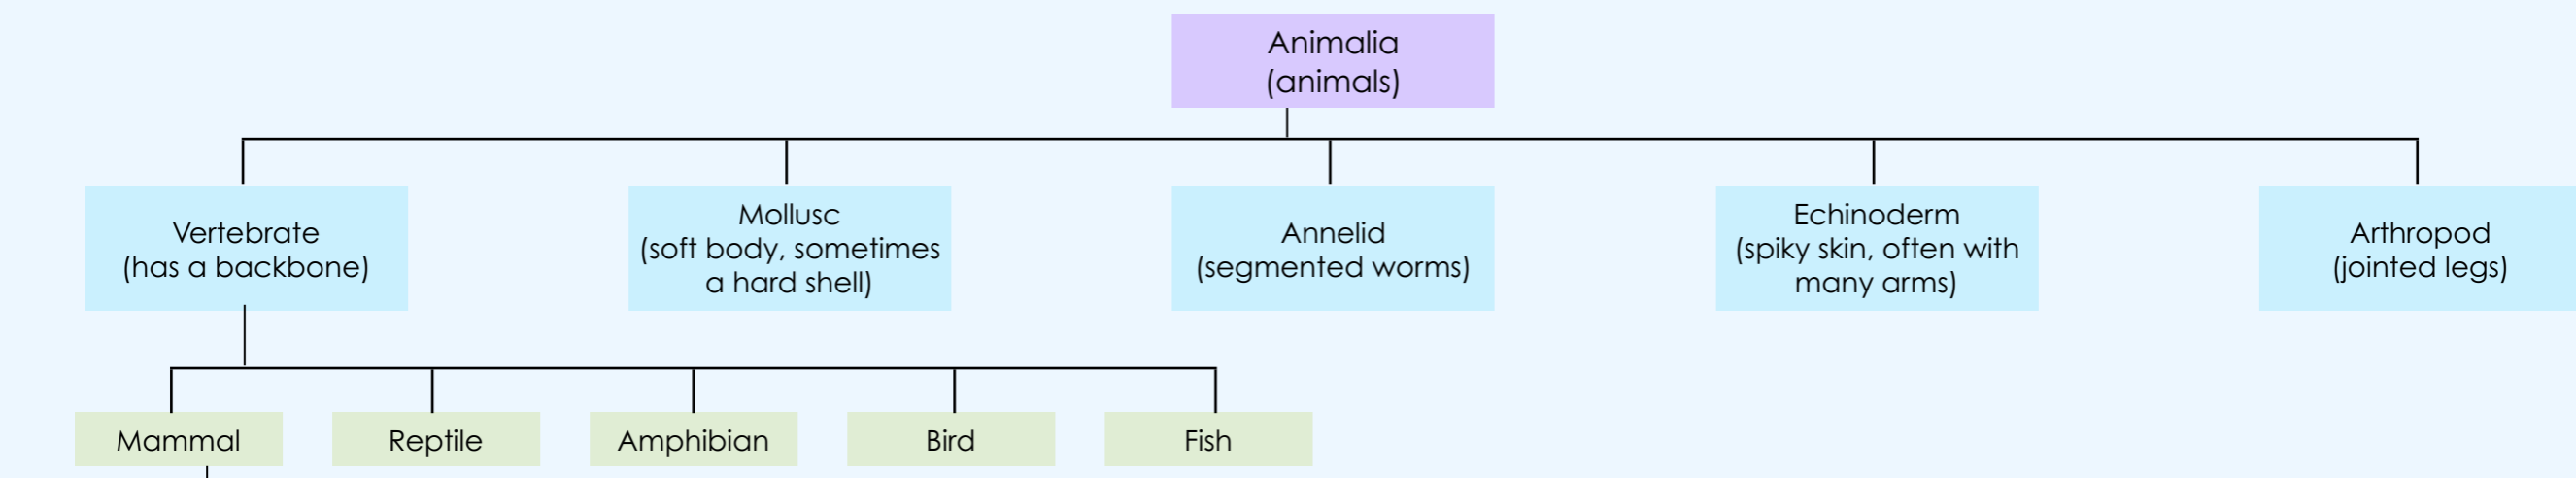 Animalia
(animals)
Vertebrate
(has a backbone)
Mollusc
(soft body, sometimes
a hard shell)
Annelid
(segmented worms)
Echinoderm
(spiky skin, often with
many arms)
Arthropod
(jointed legs)
Mammal
Reptile
Amphibian
Bird
Fish